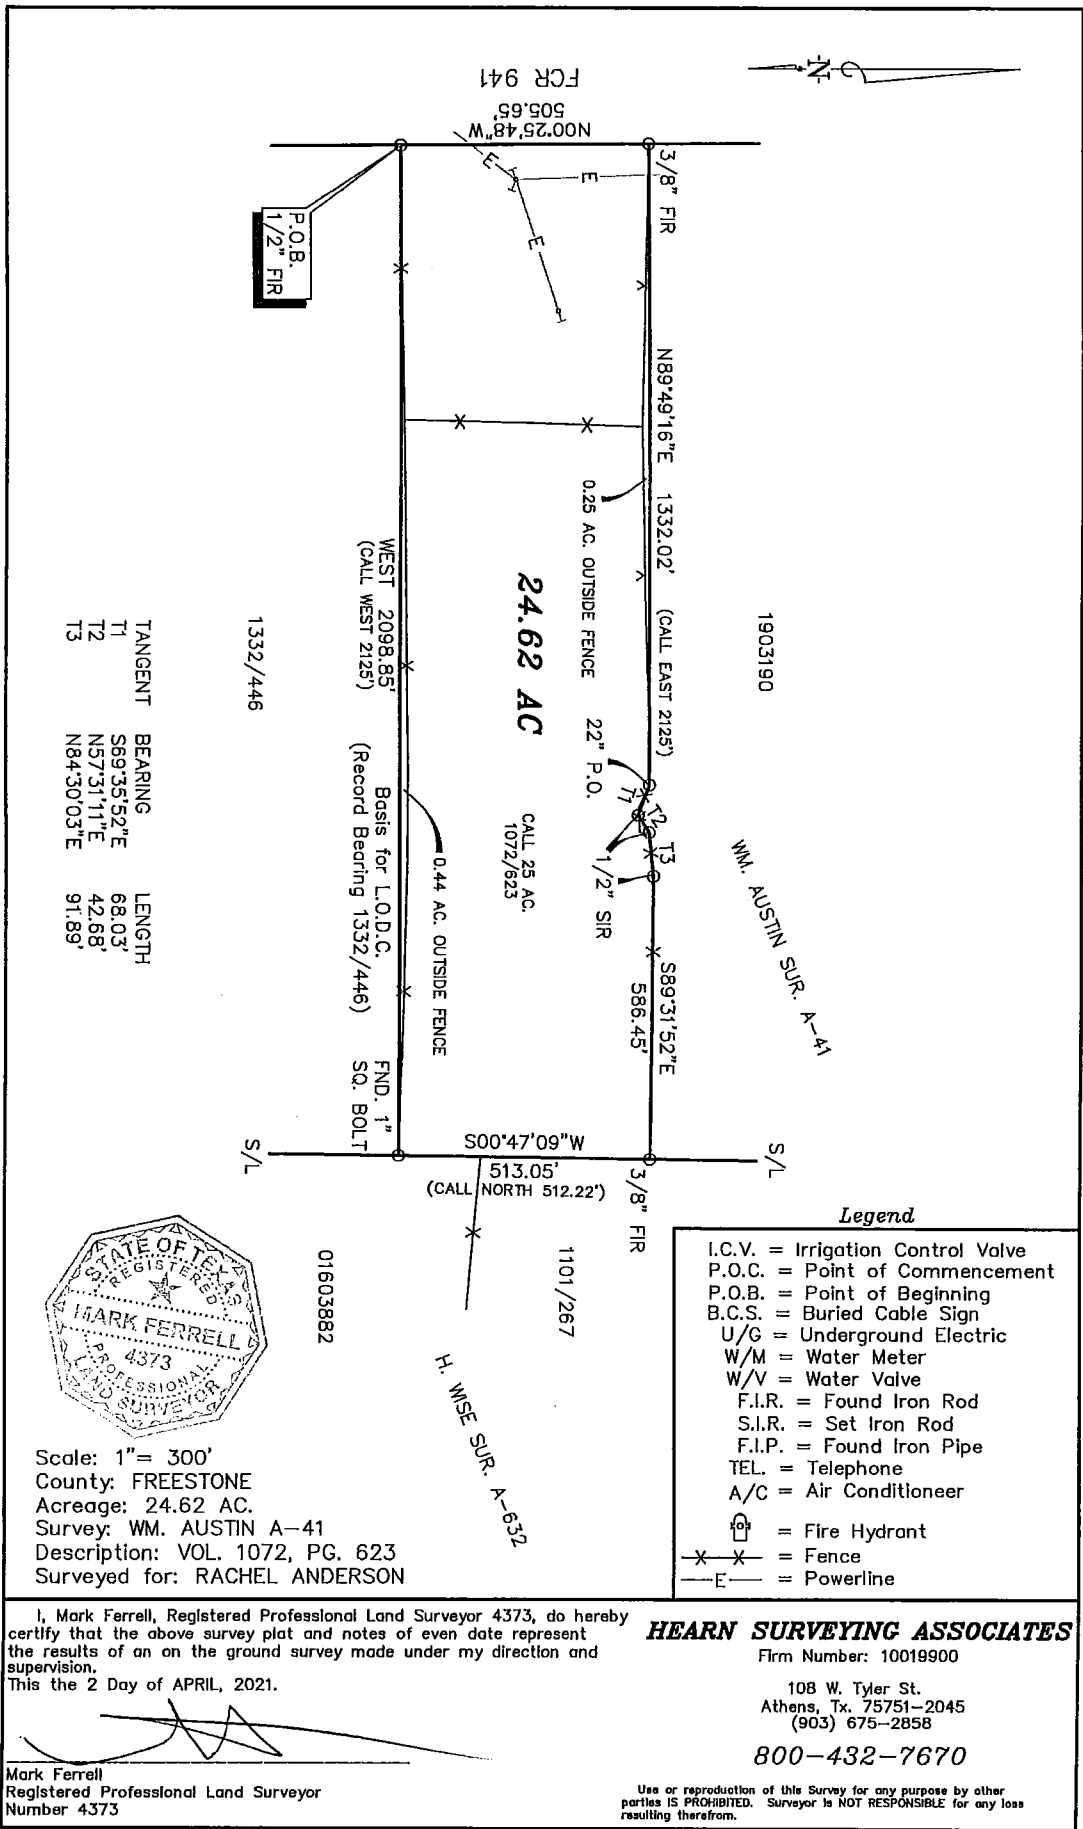 -N-
FCR 941
N00°25'48"W
505.65'
3/8" FIR
P.O.B.
1/2" FIR
E
E
E
N89°49'16"E 1332.02' (CALL EAST 2125')
0.25 AC. OUTSIDE FENCE
24.62 AC
22" P.O.
T1
T2
T3
1/2" SIR
1903190
WM. AUSTIN SUR. A-41
CALL 25 AC.
1072/623
WEST 2098.85'
(CALL WEST 2125')
Basis for L.O.D.C.
(Record Bearing 1332/446)
0.44 AC. OUTSIDE FENCE
1332/446
TANGENT BEARING LENGTH
T1 S69°35'52"E 68.03'
T2 N57°31'11"E 42.68'
T3 N84°30'03"E 91.89'
S89°31'52"E
586.45'
FND. 1"
SQ. BOLT
S/L
S00°47'09"W
513.05'
(CALL NORTH 512.22')
S/L
3/8" FIR
01603882
1101/267
H. WISE SUR. A-632
Legend
I.C.V. = Irrigation Control Valve
P.O.C. = Point of Commencement
P.O.B. = Point of Beginning
B.C.S. = Buried Cable Sign
U/G = Underground Electric
W/M = Water Meter
W/V = Water Valve
F.I.R. = Found Iron Rod
S.I.R. = Set Iron Rod
F.I.P. = Found Iron Pipe
TEL. = Telephone
A/C = Air Conditioneer
= Fire Hydrant
X X = Fence
E = Powerline
STATE OF TEXAS
REGISTERED
MARK FERRELL
4373
PROFESSIONAL
LAND SURVEYOR
Scale: 1"= 300'
County: FREESTONE
Acreage: 24.62 AC.
Survey: WM. AUSTIN A-41
Description: VOL. 1072, PG. 623
Surveyed for: RACHEL ANDERSON
I, Mark Ferrell, Registered Professional Land Surveyor 4373, do hereby
certify that the above survey plat and notes of even date represent
the results of an on the ground survey made under my direction and
supervision.
This the 2 Day of APRIL, 2021.
Mark Ferrell
Registered Professional Land Surveyor
Number 4373
HEARN SURVEYING ASSOCIATES
Firm Number: 10019900
108 W. Tyler St.
Athens, Tx. 75751-2045
(903) 675-2858
800-432-7670
Use or reproduction of this Survey for any purpose by other
parties IS PROHIBITED. Surveyor is NOT RESPONSIBLE for any loss
resulting therefrom.